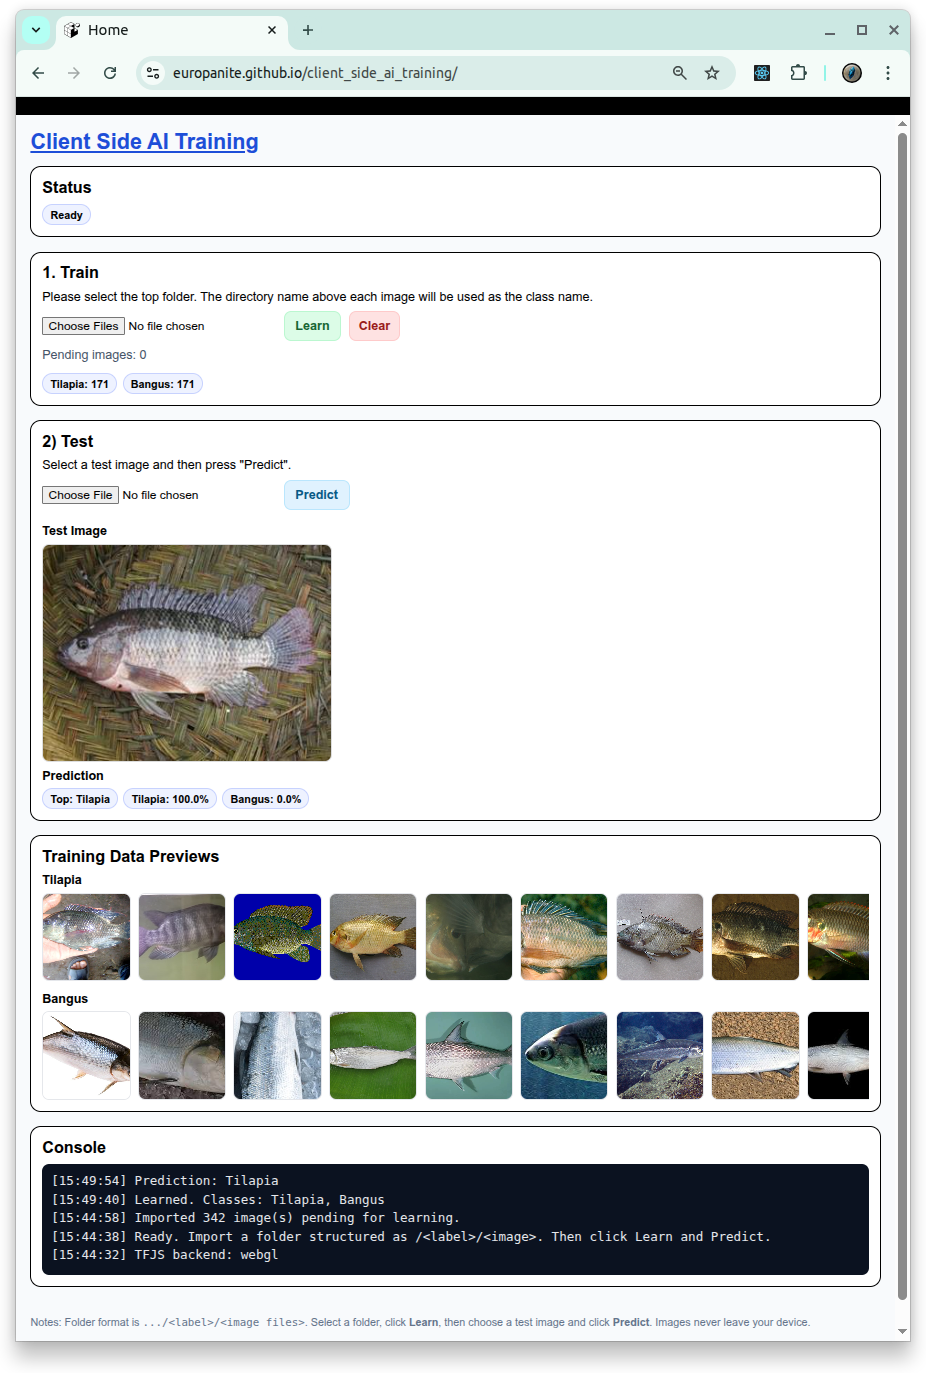 Home
europanite.github.io/client_side_ai_training/
Client Side AI Training
Status
Ready
1. Train
Please select the top folder. The directory name above each image will be used as the class name.
Choose Files No file chosen Learn Clear
Pending images: 0
Tilapia: 171 Bangus: 171
2) Test
Select a test image and then press "Predict".
Choose File No file chosen Predict
Test Image
Prediction
Top: Tilapia Tilapia: 100.0% Bangus: 0.0%
Training Data Previews
Tilapia
Bangus
Console
[15:49:54] Prediction: Tilapia
[15:49:40] Learned. Classes: Tilapia, Bangus
[15:44:58] Imported 342 image(s) pending for learning.
[15:44:38] Ready. Import a folder structured as /<label>/<image>. Then click Learn and Predict.
[15:44:32] TFJS backend: webgl
Notes: Folder format is .../<label>/<image files>. Select a folder, click Learn, then choose a test image and click Predict. Images never leave your device.